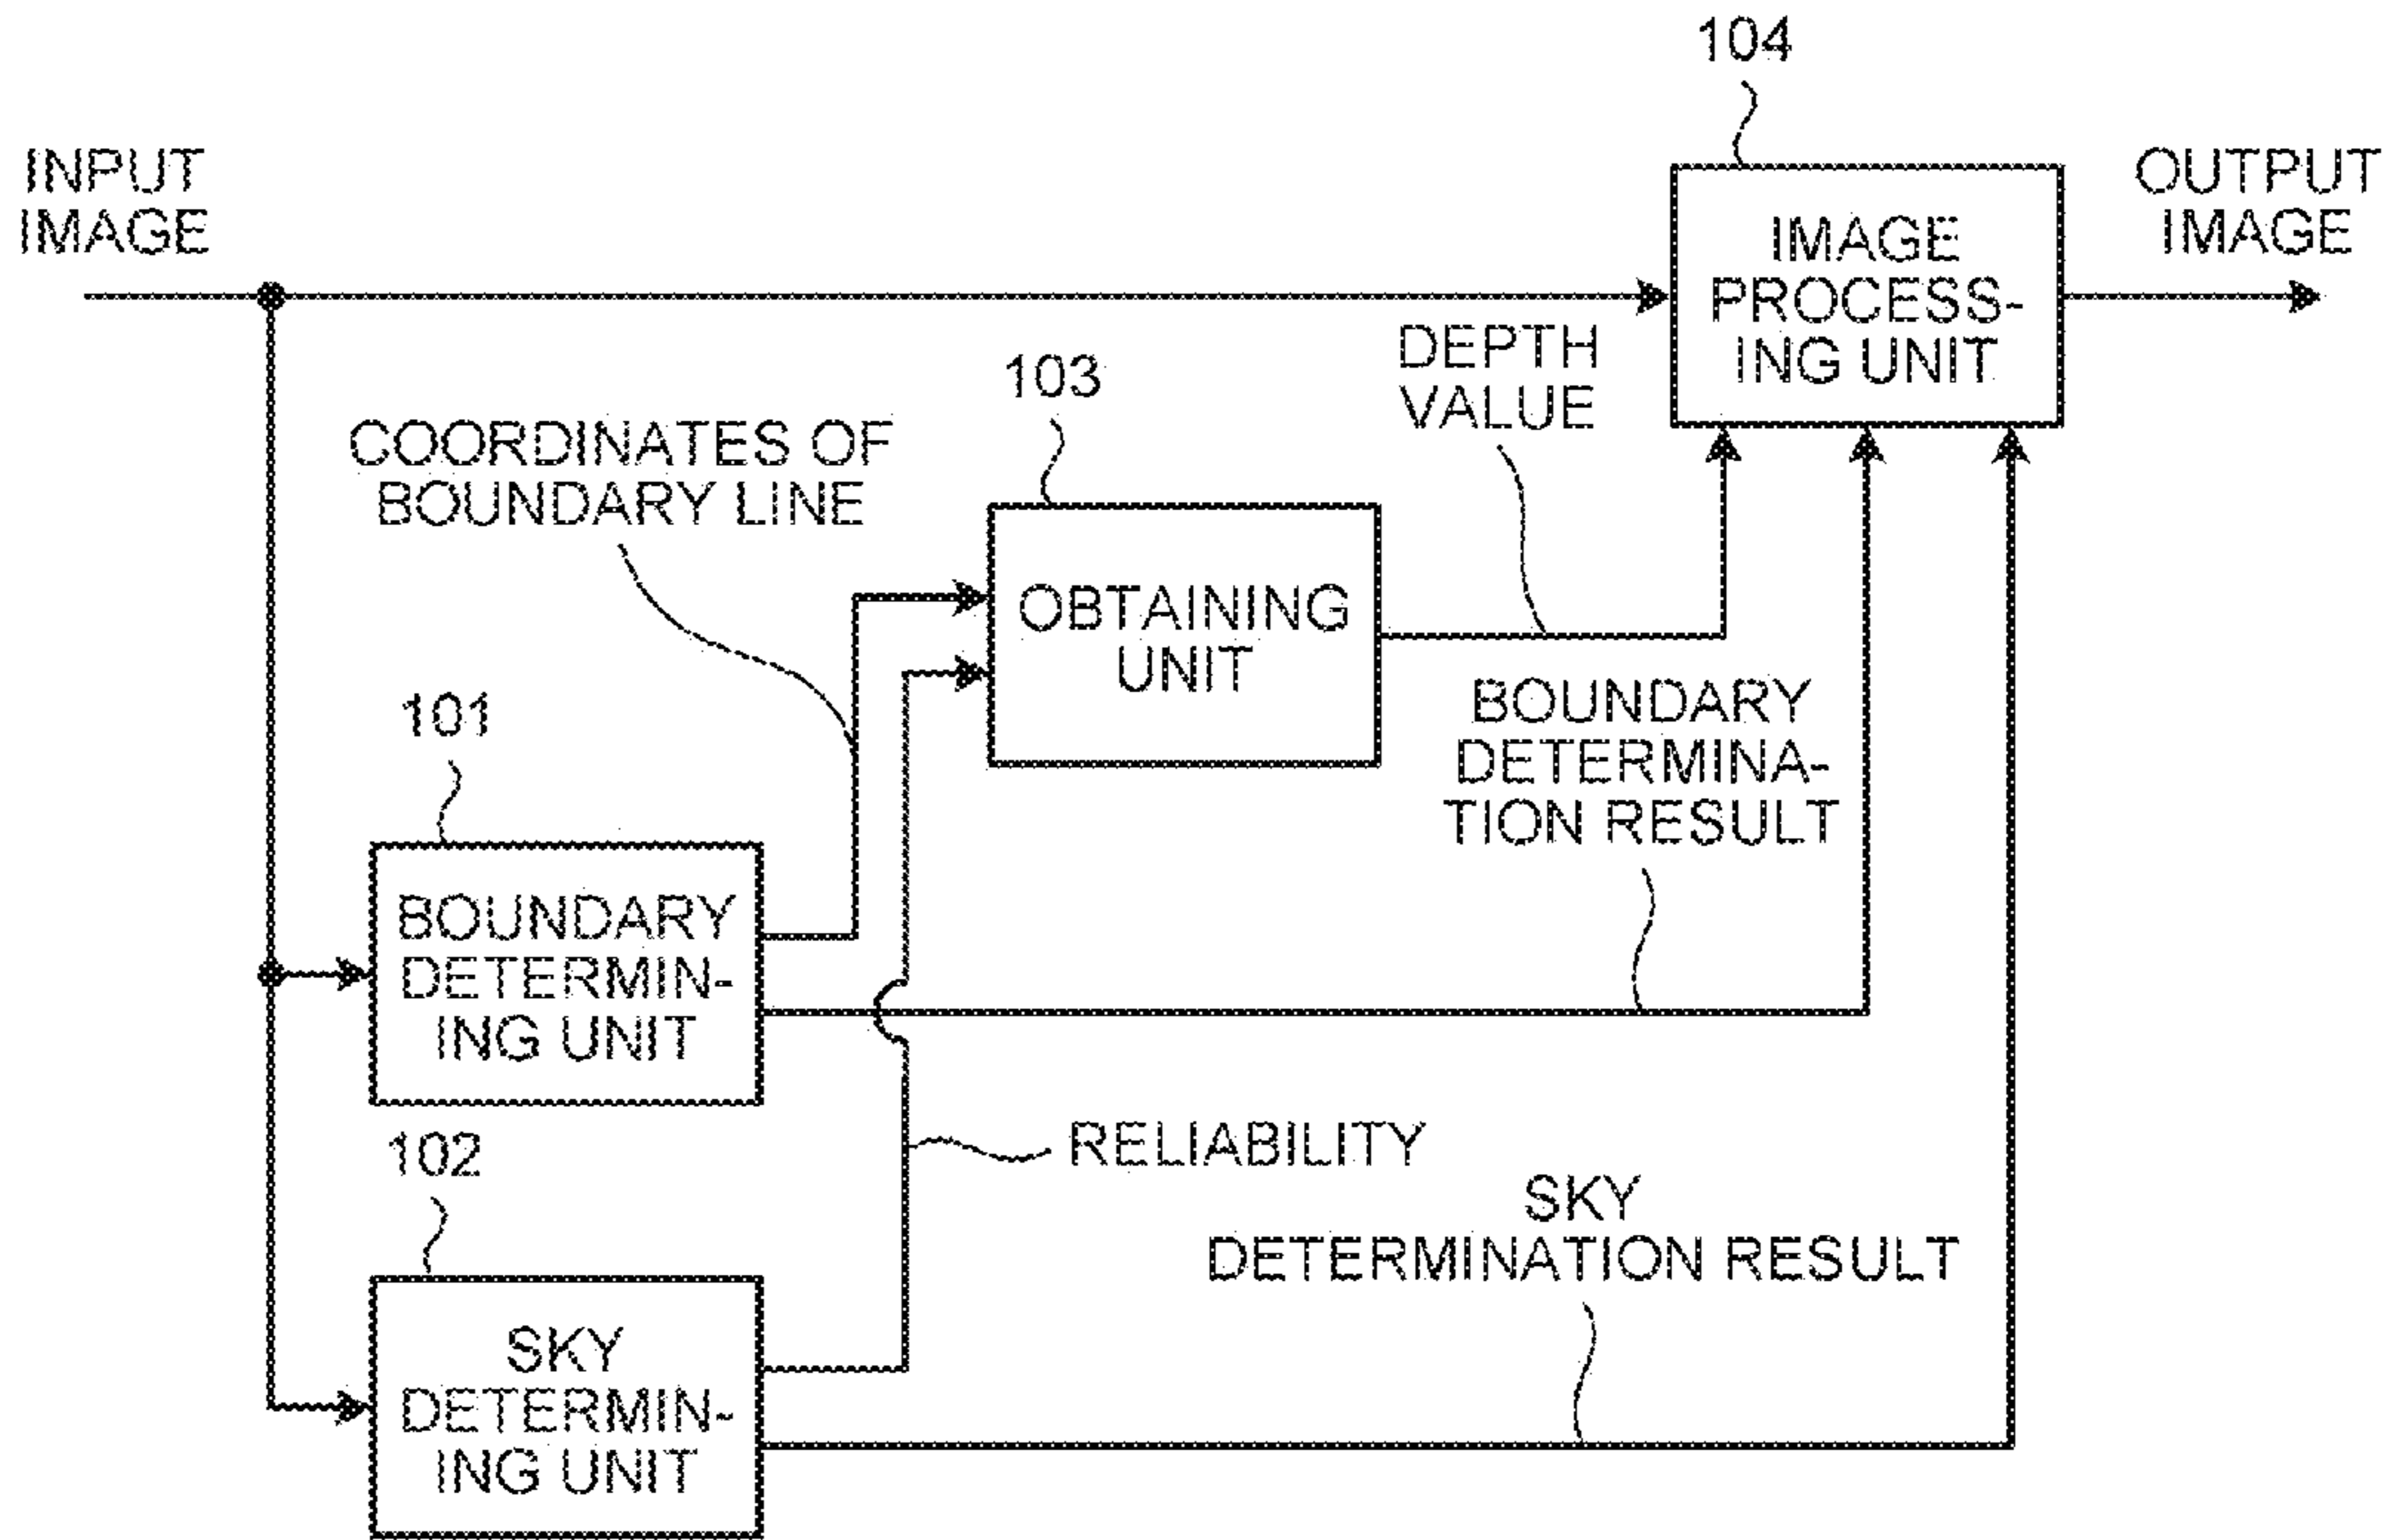 104
INPUT
IMAGE
OUTPUT
IMAGE
IMAGE
PROCESS-
ING UNIT
DEPTH
VALUE
103
COORDINATES OF
BOUNDARY LINE
OBTAINING
UNIT
101
BOUNDARY
DETERMINA-
TION RESULT
BOUNDARY
DETERMIN-
ING UNIT
102
RELIABILITY
SKY
DETERMINATION RESULT
SKY
DETERMIN-
ING UNIT